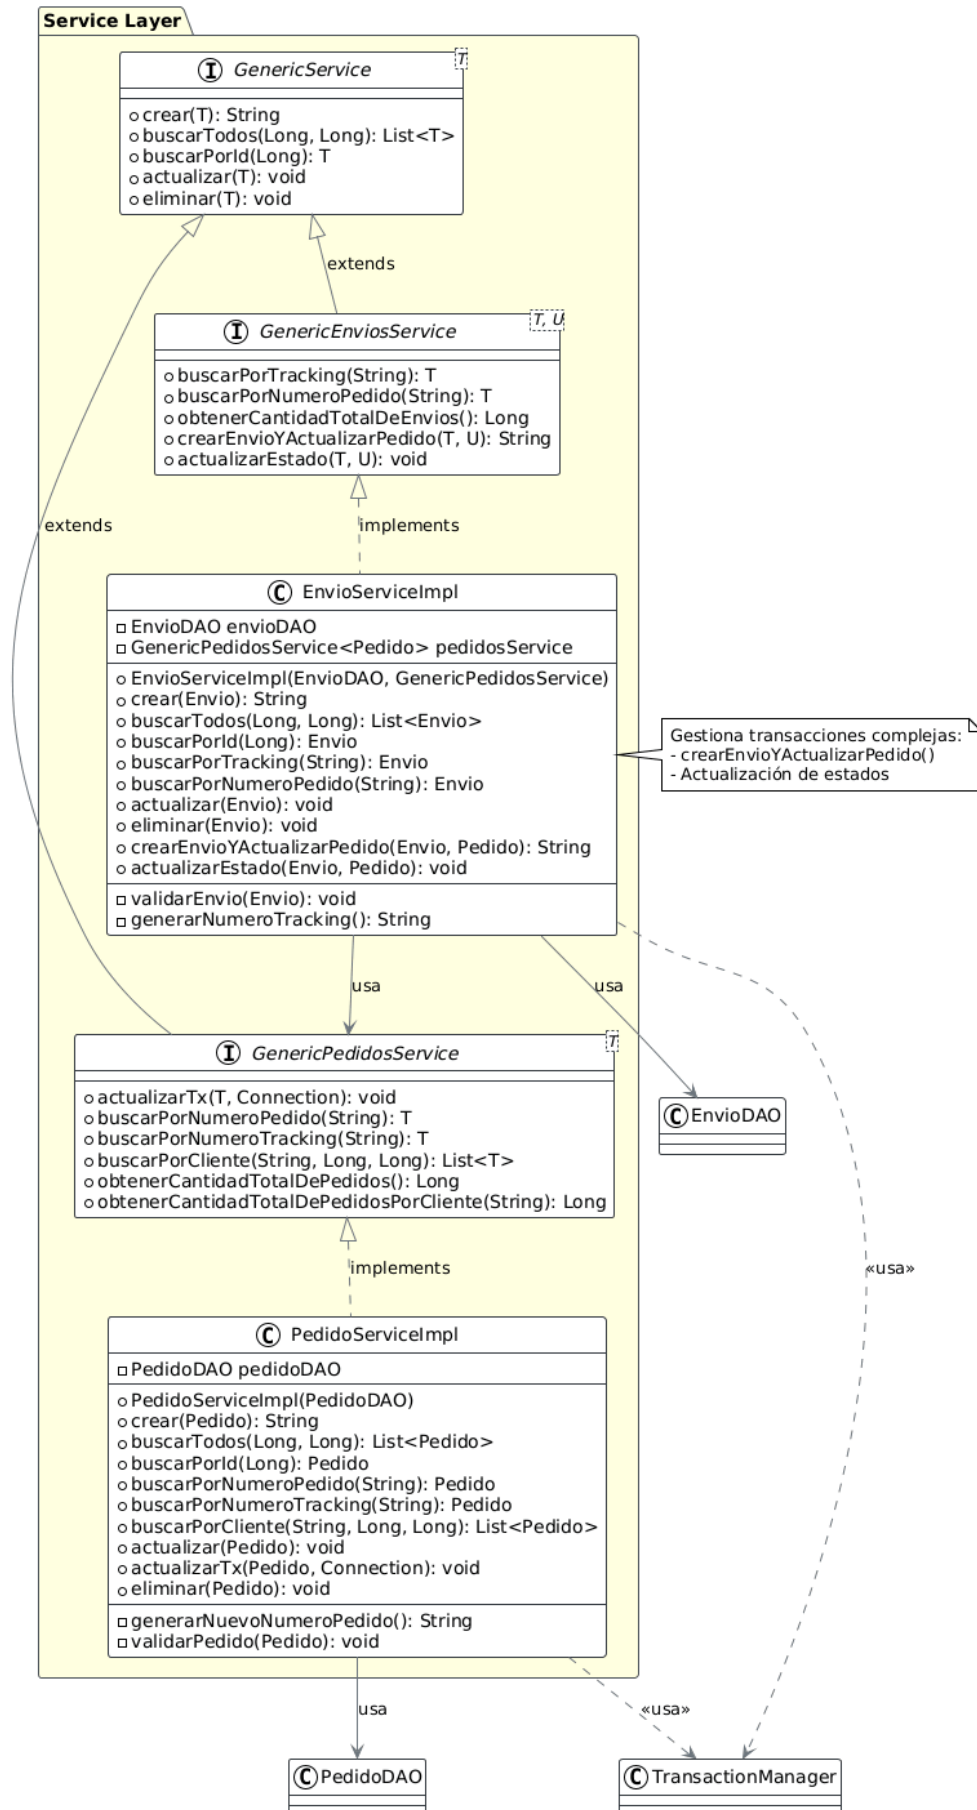 Service Layer
GenericService
T
crear(T): String
buscarTodos(Long, Long): List<T>
buscarPorId(Long): T
actualizar(T): void
eliminar(T): void
extends
GenericEnviosService
T, U
buscarPorTracking(String): T
buscarPorNumeroPedido(String): T
obtenerCantidadTotalDeEnvios(): Long
crearEnvioYActualizarPedido(T, U): String
actualizarEstado(T, U): void
extends
implements
EnvioServiceImpl
EnvioDAO envioDAO
GenericPedidosService<Pedido> pedidosService
EnvioServiceImpl(EnvioDAO, GenericPedidosService)
crear(Envio): String
buscarTodos(Long, Long): List<Envio>
buscarPorId(Long): Envio
buscarPorTracking(String): Envio
buscarPorNumeroPedido(String): Envio
actualizar(Envio): void
eliminar(Envio): void
crearEnvioYActualizarPedido(Envio, Pedido): String
actualizarEstado(Envio, Pedido): void
validarEnvio(Envio): void
generarNumeroTracking(): String
Gestiona transacciones complejas:
- crearEnvioYActualizarPedido()
- Actualización de estados
usa
usa
GenericPedidosService
T
actualizarTx(T, Connection): void
buscarPorNumeroPedido(String): T
buscarPorNumeroTracking(String): T
buscarPorCliente(String, Long, Long): List<T>
obtenerCantidadTotalDePedidos(): Long
obtenerCantidadTotalDePedidosPorCliente(String): Long
EnvioDAO
implements
«usa»
PedidoServiceImpl
PedidoDAO pedidoDAO
PedidoServiceImpl(PedidoDAO)
crear(Pedido): String
buscarTodos(Long, Long): List<Pedido>
buscarPorId(Long): Pedido
buscarPorNumeroPedido(String): Pedido
buscarPorNumeroTracking(String): Pedido
buscarPorCliente(String, Long, Long): List<Pedido>
actualizar(Pedido): void
actualizarTx(Pedido, Connection): void
eliminar(Pedido): void
generarNuevoNumeroPedido(): String
validarPedido(Pedido): void
usa
«usa»
PedidoDAO
TransactionManager